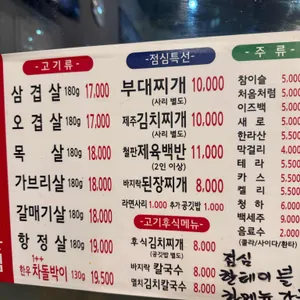 - 고기류 -
삼겹살 180g 17.000
오겹살 180g 17.000
목살 180g 18.000
가브리살 180g 18.000
갈매기살 180g 18.000
항정살 180g 19.000
한우 1++ 차돌박이 130g 19.500
- 점심특선 -
부대찌개 10.000
(사리 별도)
제주 김치찌개 10.000
(사리 별도)
철판 제육백반 11.000
(2인 이상)
바지락 된장찌개 8.000
라면사리 1.000 추가공깃밥 1.000
- 고기후식메뉴 -
후식 김치찌개 8.000
(공깃밥 별도)
바지락 칼국수 8.000
멸치 김치칼국수 8.000
- 주류 -
참이슬 5.000
처음처럼 5.000
이즈백 5.000
새로 5.000
한라산 5.500
막걸리 4.000
테라 5.500
카스 5.500
켈리 5.500
청하 6.000
백세주 9.000
음료수 2.000
(콜라/사이다/환타)
점심
한테이블